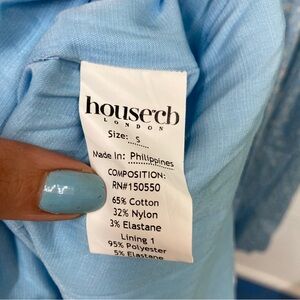 house of cb
LONDON
Size: S
Made in: Philippines
COMPOSITION:
RN#150550
65% Cotton
32% Nylon
3% Elastane
Lining 1
95% Polyester
5% Elastane